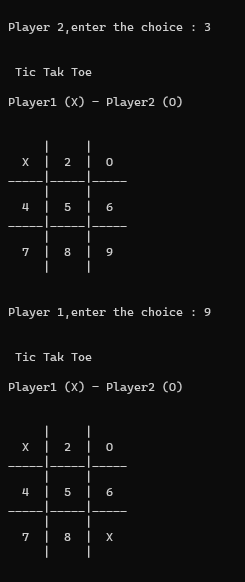 Player 2,enter the choice : 3
Tic Tak Toe
Player1 (X) - Player2 (O)
     |     |
  X  |  2  |  O
_____|_____|_____
     |     |
  4  |  5  |  6
_____|_____|_____
     |     |
  7  |  8  |  9
     |     |
Player 1,enter the choice : 9
Tic Tak Toe
Player1 (X) - Player2 (O)
     |     |
  X  |  2  |  O
_____|_____|_____
     |     |
  4  |  5  |  6
_____|_____|_____
     |     |
  7  |  8  |  X
     |     |